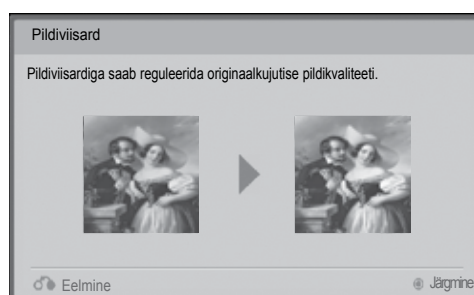 Pildiviisard
Pildiviisardiga saab reguleerida originaalkujutise pildikvaliteeti.
Eelmine
Järgmine